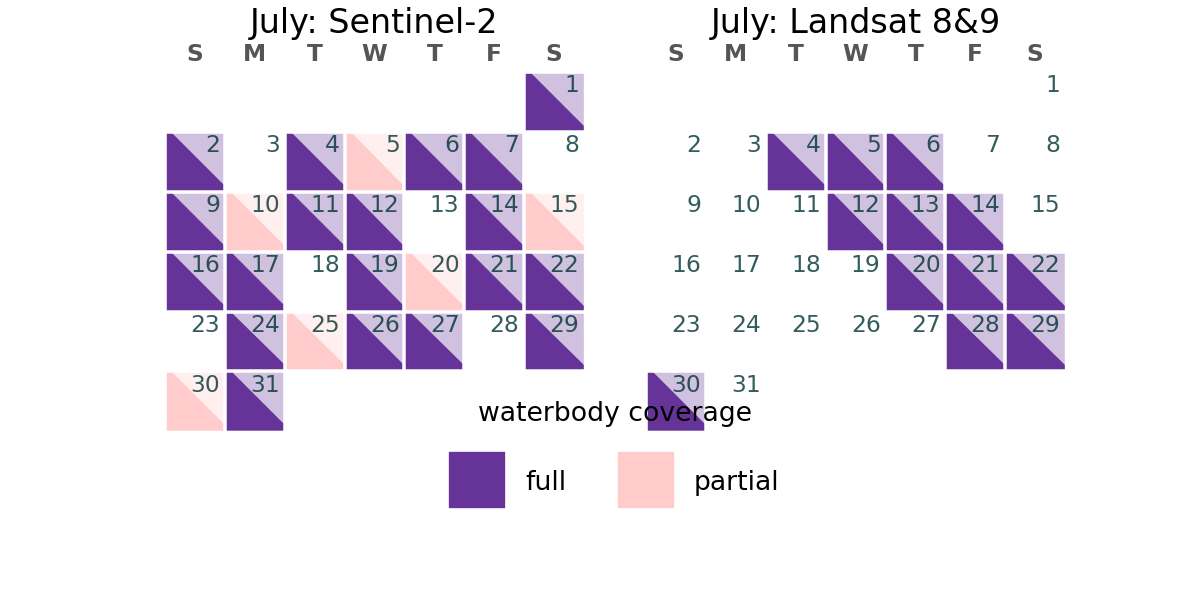 July: Sentinel-2
S M T W T F S
1
2 3 4 5 6 7 8
9 10 11 12 13 14 15
16 17 18 19 20 21 22
23 24 25 26 27 28 29
30 31
July: Landsat 8&9
S M T W T F S
1
2 3 4 5 6 7 8
9 10 11 12 13 14 15
16 17 18 19 20 21 22
23 24 25 26 27 28 29
30 31
waterbody coverage
full partial